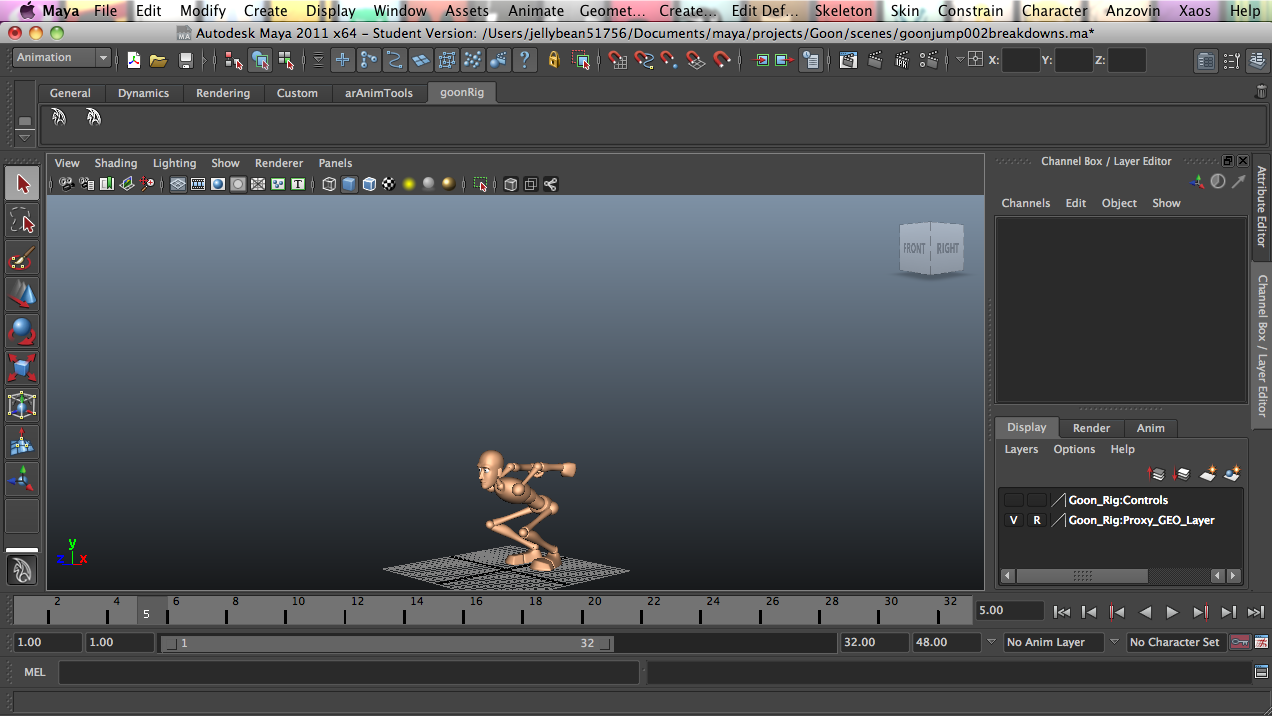 Maya File Edit Modify Create Display Window Assets Animate Geomet... Create... Edit Def... Skeleton Skin Constrain Character Anzovin Xaos Help
MA Autodesk Maya 2011 x64 – Student Version: /Users/jellybean51756/Documents/maya/projects/Goon/scenes/goonjump002breakdowns.ma*
Animation ? X: Y: Z:
General Dynamics Rendering Custom arAnimTools goonRig
View Shading Lighting Show Renderer Panels
T
FRONT RIGHT
y
x
Channel Box / Layer Editor
Channels Edit Object Show
Attribute Editor
Channel Box / Layer Editor
Display Render Anim
Layers Options Help
Goon_Rig:Controls
V R Goon_Rig:Proxy_GEO_Layer
2 4 5 6 8 10 12 14 16 18 20 22 24 26 28 30 32 5.00
1.00 1.00 1 32 32.00 48.00 No Anim Layer No Character Set
MEL